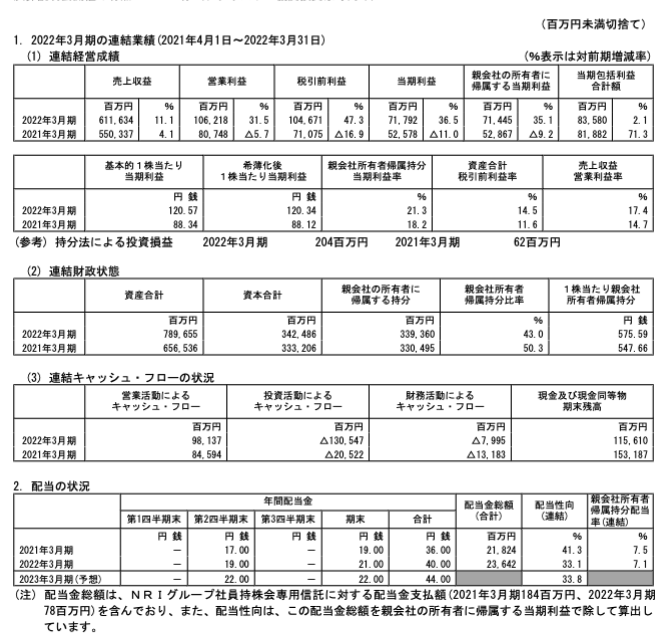 （百万円未満切捨て）
1．2022年3月期の連結業績（2021年4月1日～2022年3月31日）
（1）連結経営成績 （％表示は対前期増減率）
売上収益 営業利益 税引前利益 当期利益 親会社の所有者に帰属する当期利益 当期包括利益合計額
百万円 ％ 百万円 ％ 百万円 ％ 百万円 ％ 百万円 ％ 百万円 ％
2022年3月期 611,634 11.1 106,218 31.5 104,671 47.3 71,792 36.5 71,445 35.1 83,580 2.1
2021年3月期 550,337 4.1 80,748 △5.7 71,075 △16.9 52,578 △11.0 52,867 △9.2 81,882 71.3
基本的1株当たり当期利益 希薄化後1株当たり当期利益 親会社所有者帰属持分当期利益率 資産合計税引前利益率 売上収益営業利益率
円 銭 円 銭 ％ ％ ％
2022年3月期 120.57 120.34 21.3 14.5 17.4
2021年3月期 88.34 88.12 18.2 11.6 14.7
（参考）持分法による投資損益 2022年3月期 204百万円 2021年3月期 62百万円
（2）連結財政状態
資産合計 資本合計 親会社の所有者に帰属する持分 親会社所有者帰属持分比率 1株当たり親会社所有者帰属持分
百万円 百万円 百万円 ％ 円 銭
2022年3月期 789,655 342,486 339,360 43.0 575.59
2021年3月期 656,536 333,206 330,495 50.3 547.66
（3）連結キャッシュ・フローの状況
営業活動によるキャッシュ・フロー 投資活動によるキャッシュ・フロー 財務活動によるキャッシュ・フロー 現金及び現金同等物期末残高
百万円 百万円 百万円 百万円
2022年3月期 98,137 △130,547 △7,995 115,610
2021年3月期 84,594 △20,522 △13,183 153,187
2．配当の状況
年間配当金 配当金総額（合計） 配当性向（連結） 親会社所有者帰属持分配当率（連結）
第1四半期末 第2四半期末 第3四半期末 期末 合計
円 銭 円 銭 円 銭 円 銭 円 銭 百万円 ％ ％
2021年3月期 － 17.00 － 19.00 36.00 21,824 41.3 7.5
2022年3月期 － 19.00 － 21.00 40.00 23,642 33.1 7.1
2023年3月期（予想） － 22.00 － 22.00 44.00 33.8
（注）配当金総額は、ＮＲＩグループ社員持株会専用信託に対する配当金支払額（2021年3月期184百万円、2022年3月期
78百万円）を含んでおり、また、配当性向は、この配当金総額を親会社の所有者に帰属する当期利益で除して算出し
ています。